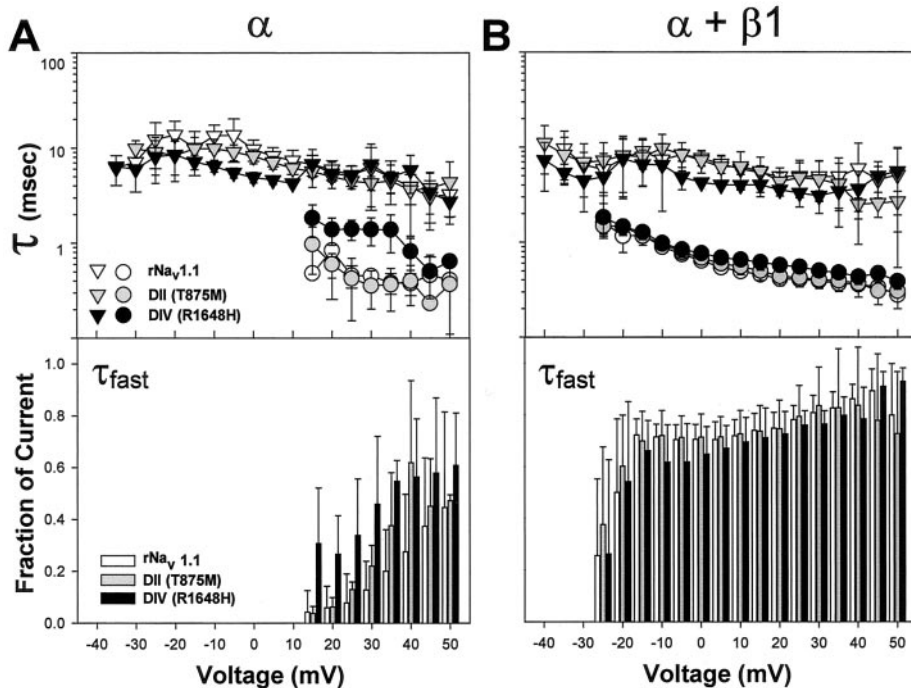 A
α
B
α + β1
100
10
1
τ (msec)
rNav1.1
DII (T875M)
DIV (R1648H)
τfast
τfast
1.0
0.8
0.6
0.4
0.2
0.0
Fraction of Current
rNav 1.1
DII (T875M)
DIV (R1648H)
-40 -30 -20 -10 0 10 20 30 40 50
-40 -30 -20 -10 0 10 20 30 40 50
Voltage (mV)
Voltage (mV)